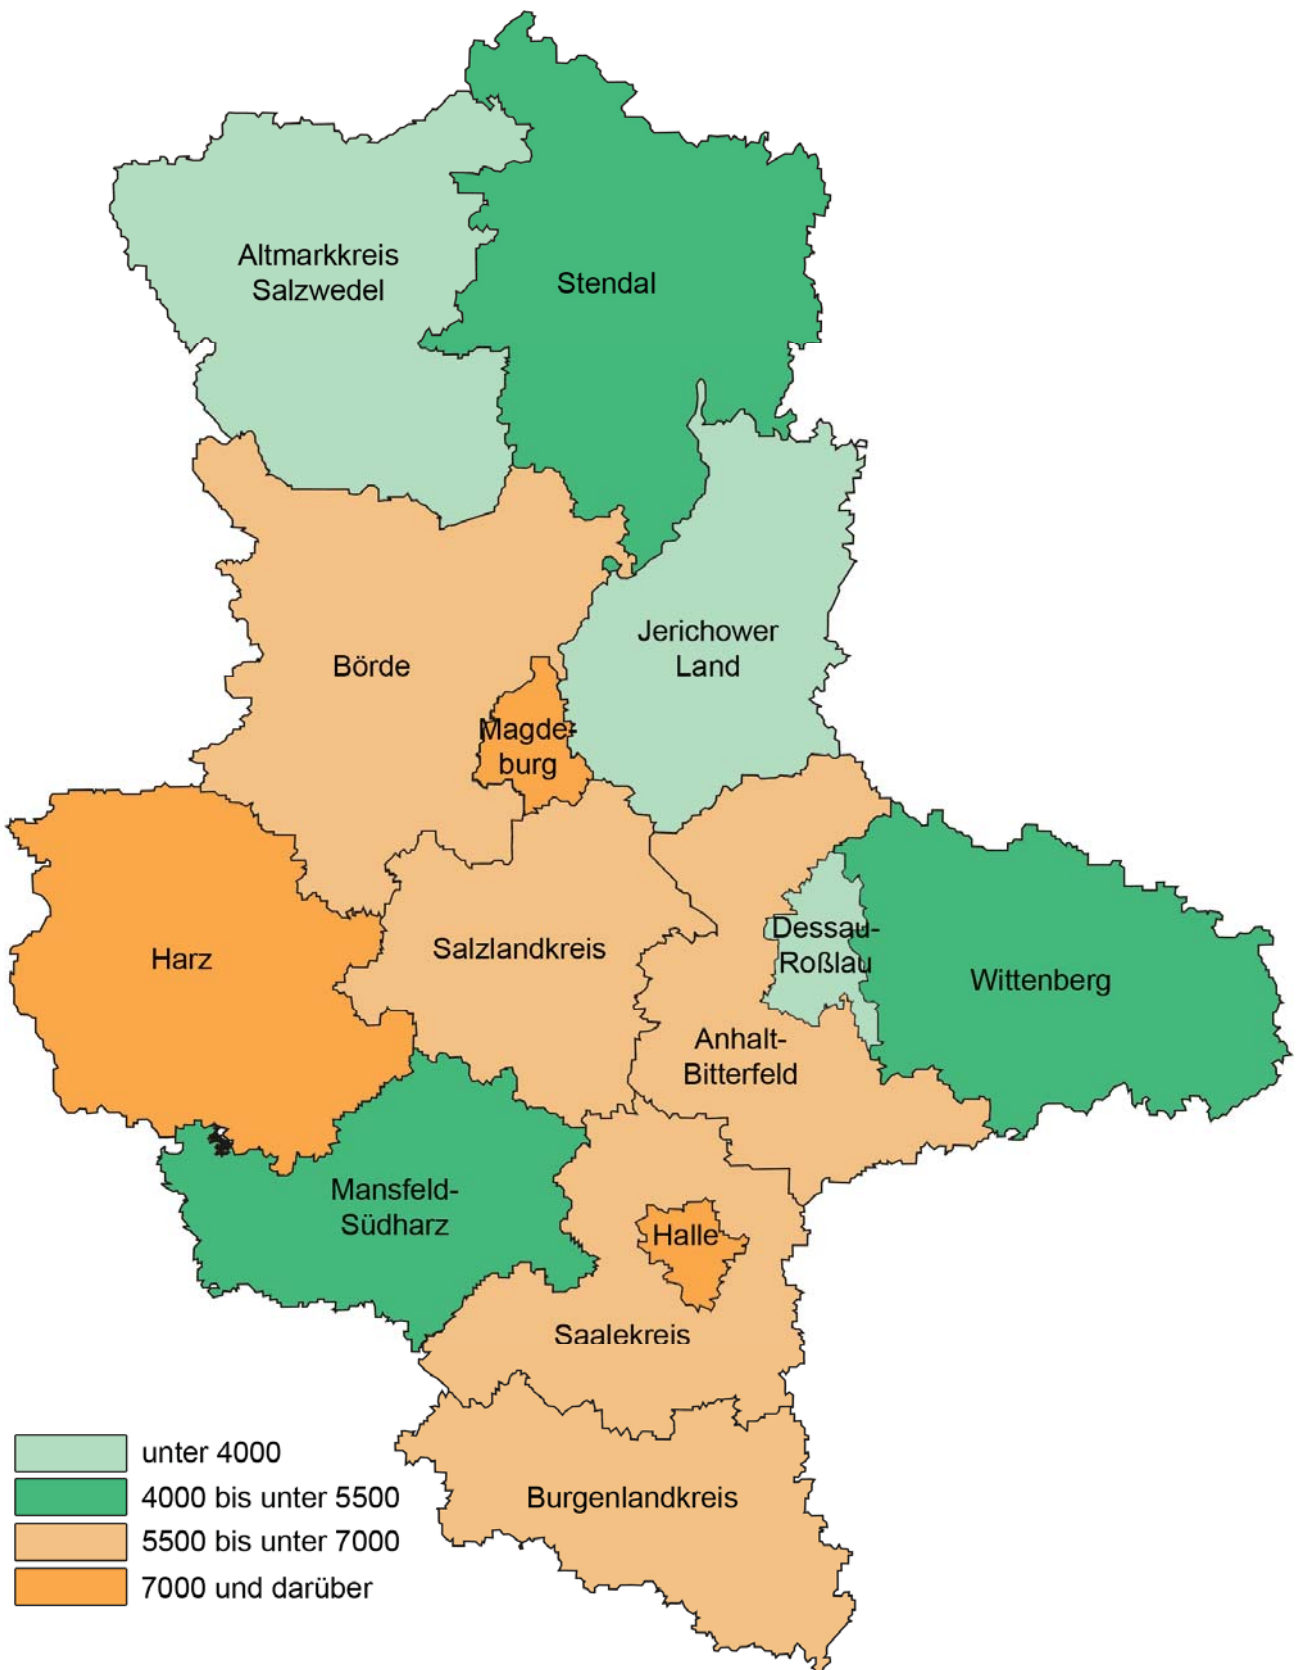 Altmarkkreis
Salzwedel
Stendal
Jerichower
Land
Börde
Magde-
burg
Harz
Salzlandkreis
Dessau-
Roßlau
Wittenberg
Anhalt-
Bitterfeld
Mansfeld-
Südharz
Halle
Saalekreis
Burgenlandkreis
unter 4000
4000 bis unter 5500
5500 bis unter 7000
7000 und darüber